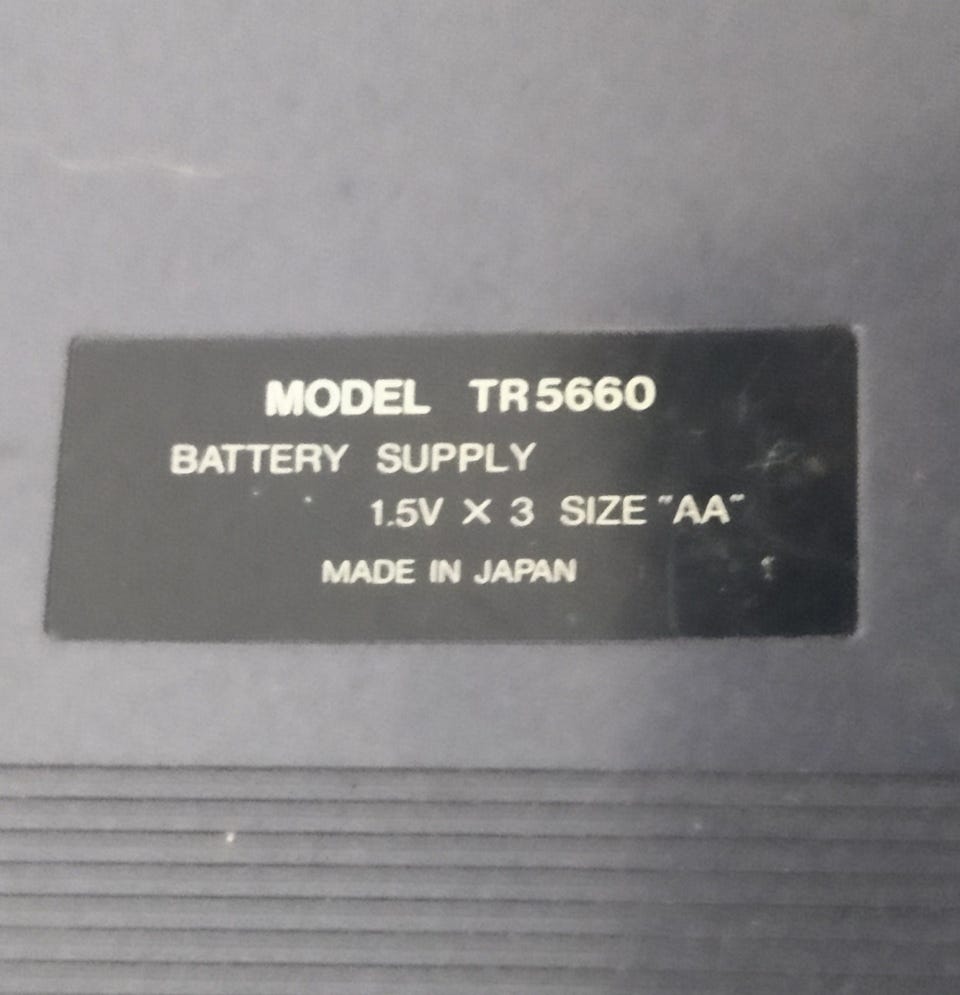 MODEL TR5660
BATTERY SUPPLY
1.5V X 3 SIZE "AA"
MADE IN JAPAN